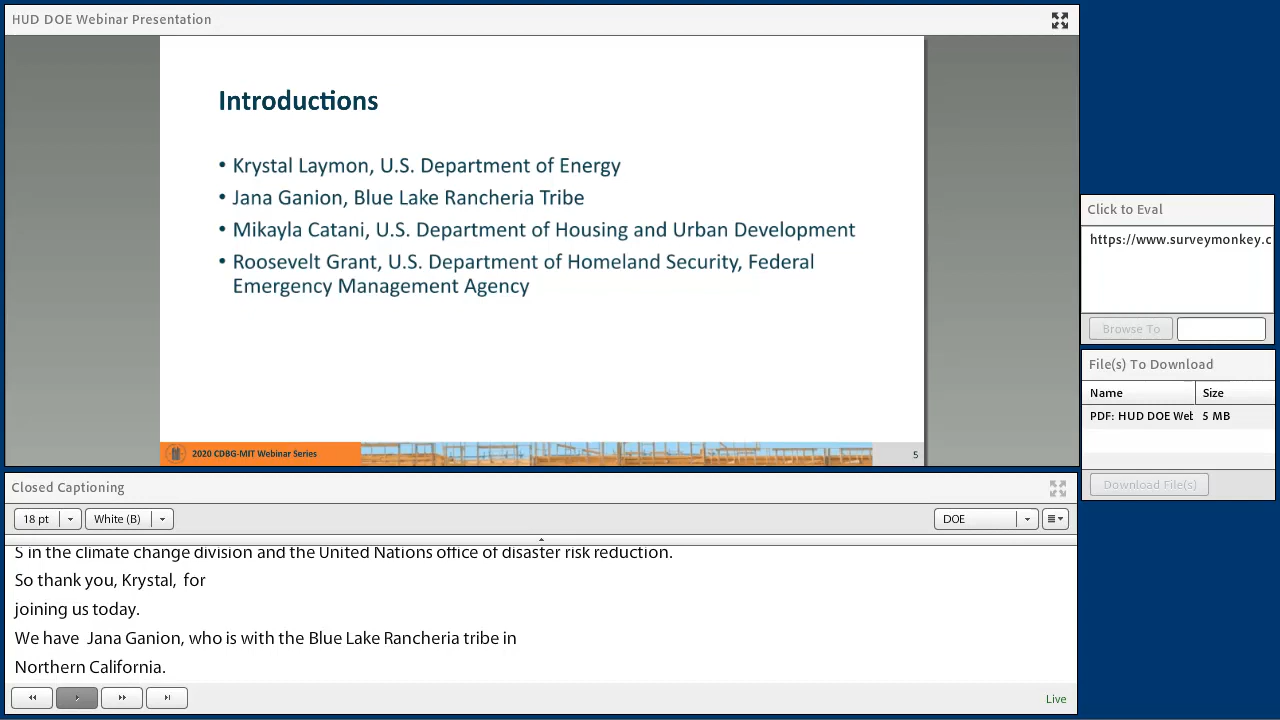 HUD DOE Webinar Presentation
Introductions
• Krystal Laymon, U.S. Department of Energy
• Jana Ganion, Blue Lake Rancheria Tribe
• Mikayla Catani, U.S. Department of Housing and Urban Development
• Roosevelt Grant, U.S. Department of Homeland Security, Federal
Emergency Management Agency
2020 CDBG-MIT Webinar Series
5
Click to Eval
https://www.surveymonkey.c
Browse To
File(s) To Download
Name Size
PDF: HUD DOE Wel 5 MB
Download File(s)
Closed Captioning
18 pt White (B) DOE
S in the climate change division and the United Nations office of disaster risk reduction.
So thank you, Krystal, for
joining us today.
We have Jana Ganion, who is with the Blue Lake Rancheria tribe in
Northern California.
Live